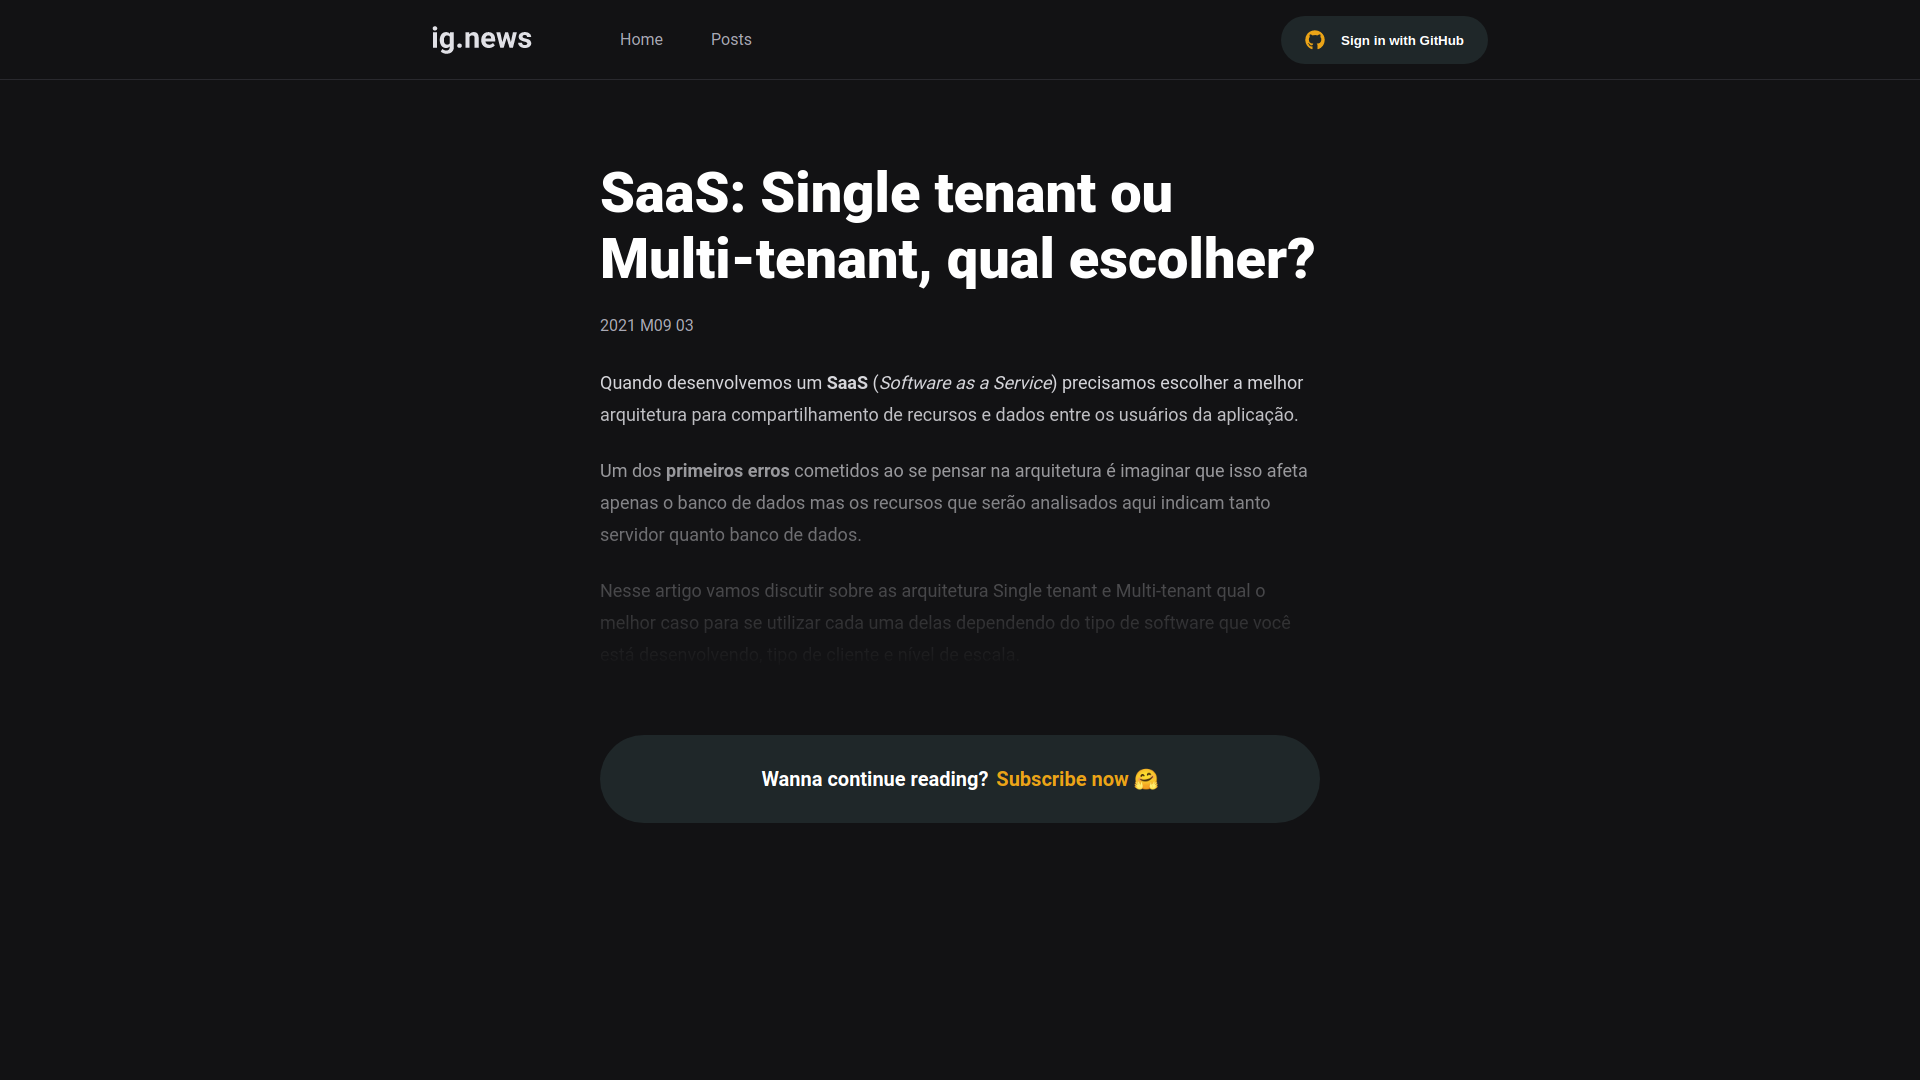 ig.news
Home
Posts
Sign in with GitHub
SaaS: Single tenant ou
Multi-tenant, qual escolher?
2021 M09 03
Quando desenvolvemos um SaaS (Software as a Service) precisamos escolher a melhor
arquitetura para compartilhamento de recursos e dados entre os usuários da aplicação.
Um dos primeiros erros cometidos ao se pensar na arquitetura é imaginar que isso afeta
apenas o banco de dados mas os recursos que serão analisados aqui indicam tanto
servidor quanto banco de dados.
Nesse artigo vamos discutir sobre as arquitetura Single tenant e Multi-tenant qual o
melhor caso para se utilizar cada uma delas dependendo do tipo de software que você
está desenvolvendo, tipo de cliente e nível de escala
Wanna continue reading? Subscribe now 🤗